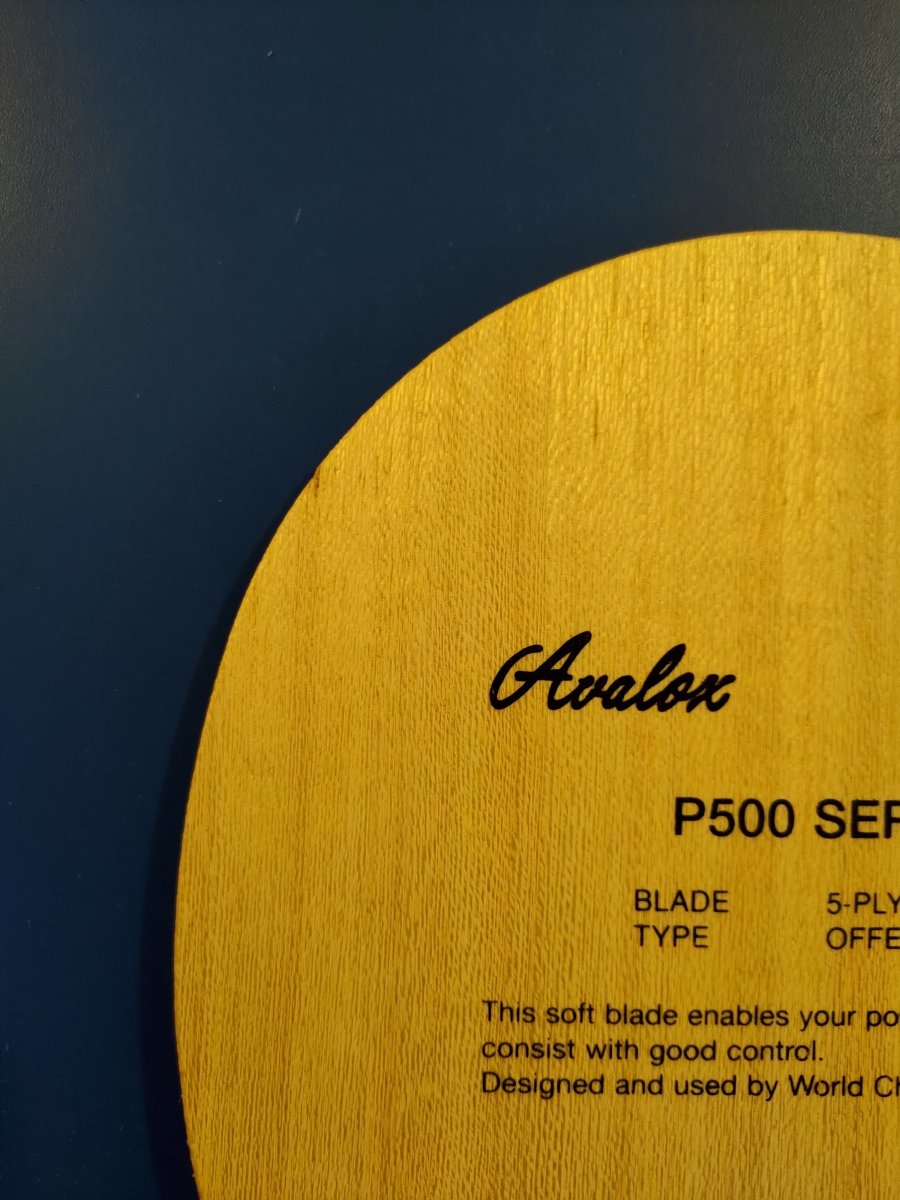 Avalox
P500 SER
BLADE 5-PLY
TYPE OFFE
This soft blade enables your po
consist with good control.
Designed and used by World Ch